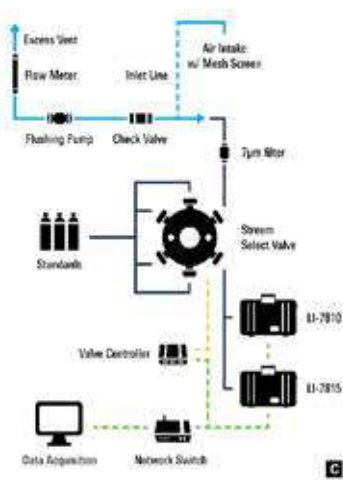 Excess Vent
Air Intake
w/ Mesh Screen
Flow Meter
Inlet Line
Flushing Pump
Check Valve
7µm filter
Stream
Select Valve
Standards
LI-7810
Valve Controller
LI-7815
Data Acquisition
Network Switch
C